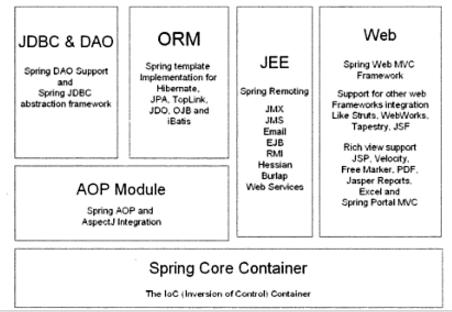 JDBC & DAO
Spring DAO Support
and
Spring JDBC
abstraction framework
ORM
Spring template
Implementation for
Hibernate,
JPA, TopLink,
JDO, OJB and
iBatis
JEE
Spring Remoting
JMX
JMS
Email
EJB
RMI
Hessian
Burlap
Web Services
Web
Spring Web MVC
Framework
Support for other web
Frameworks integration
Like Struts, WebWorks,
Tapestry, JSF
Rich view support
JSP, Velocity,
Free Marker, PDF,
Jasper Reports,
Excel and
Spring Portal MVC
AOP Module
Spring AOP and
AspectJ Integration
Spring Core Container
The IoC (Inversion of Control) Container